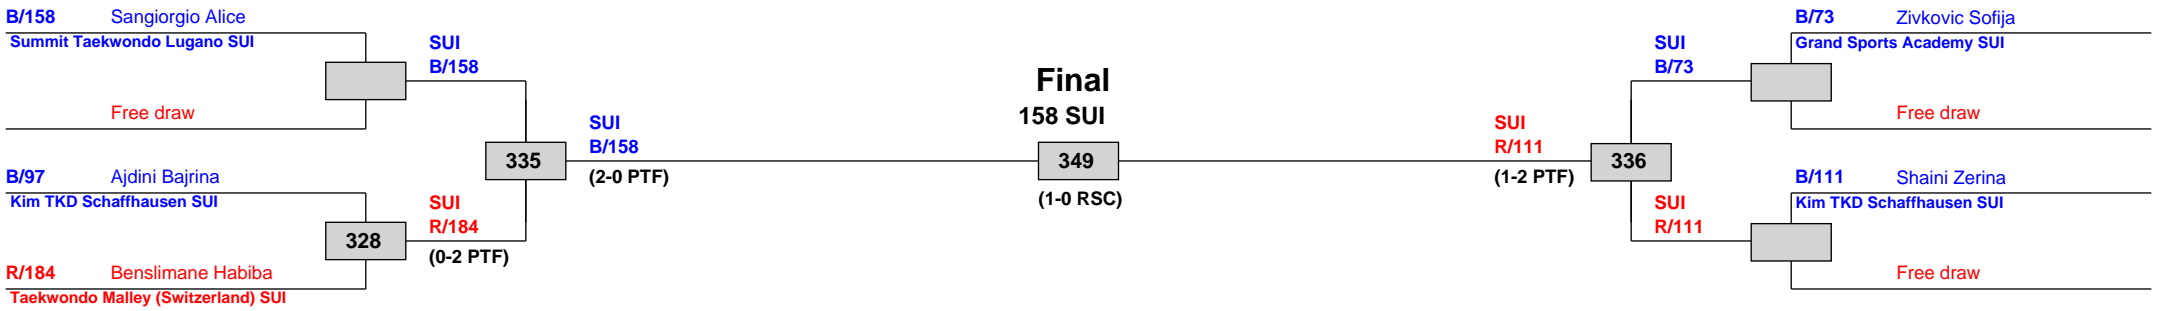 B/158 Sangiorgio Alice
Summit Taekwondo Lugano SUI
Free draw
SUI
B/158
B/97 Ajdini Bajrina
Kim TKD Schaffhausen SUI
328
R/184 Benslimane Habiba
Taekwondo Malley (Switzerland) SUI
SUI
R/184
(0-2 PTF)
335
SUI
B/158
(2-0 PTF)
Final
158 SUI
349
(1-0 RSC)
SUI
R/111
(1-2 PTF)
336
SUI
B/73
SUI
R/111
B/73 Zivkovic Sofija
Grand Sports Academy SUI
Free draw
B/111 Shaini Zerina
Kim TKD Schaffhausen SUI
Free draw